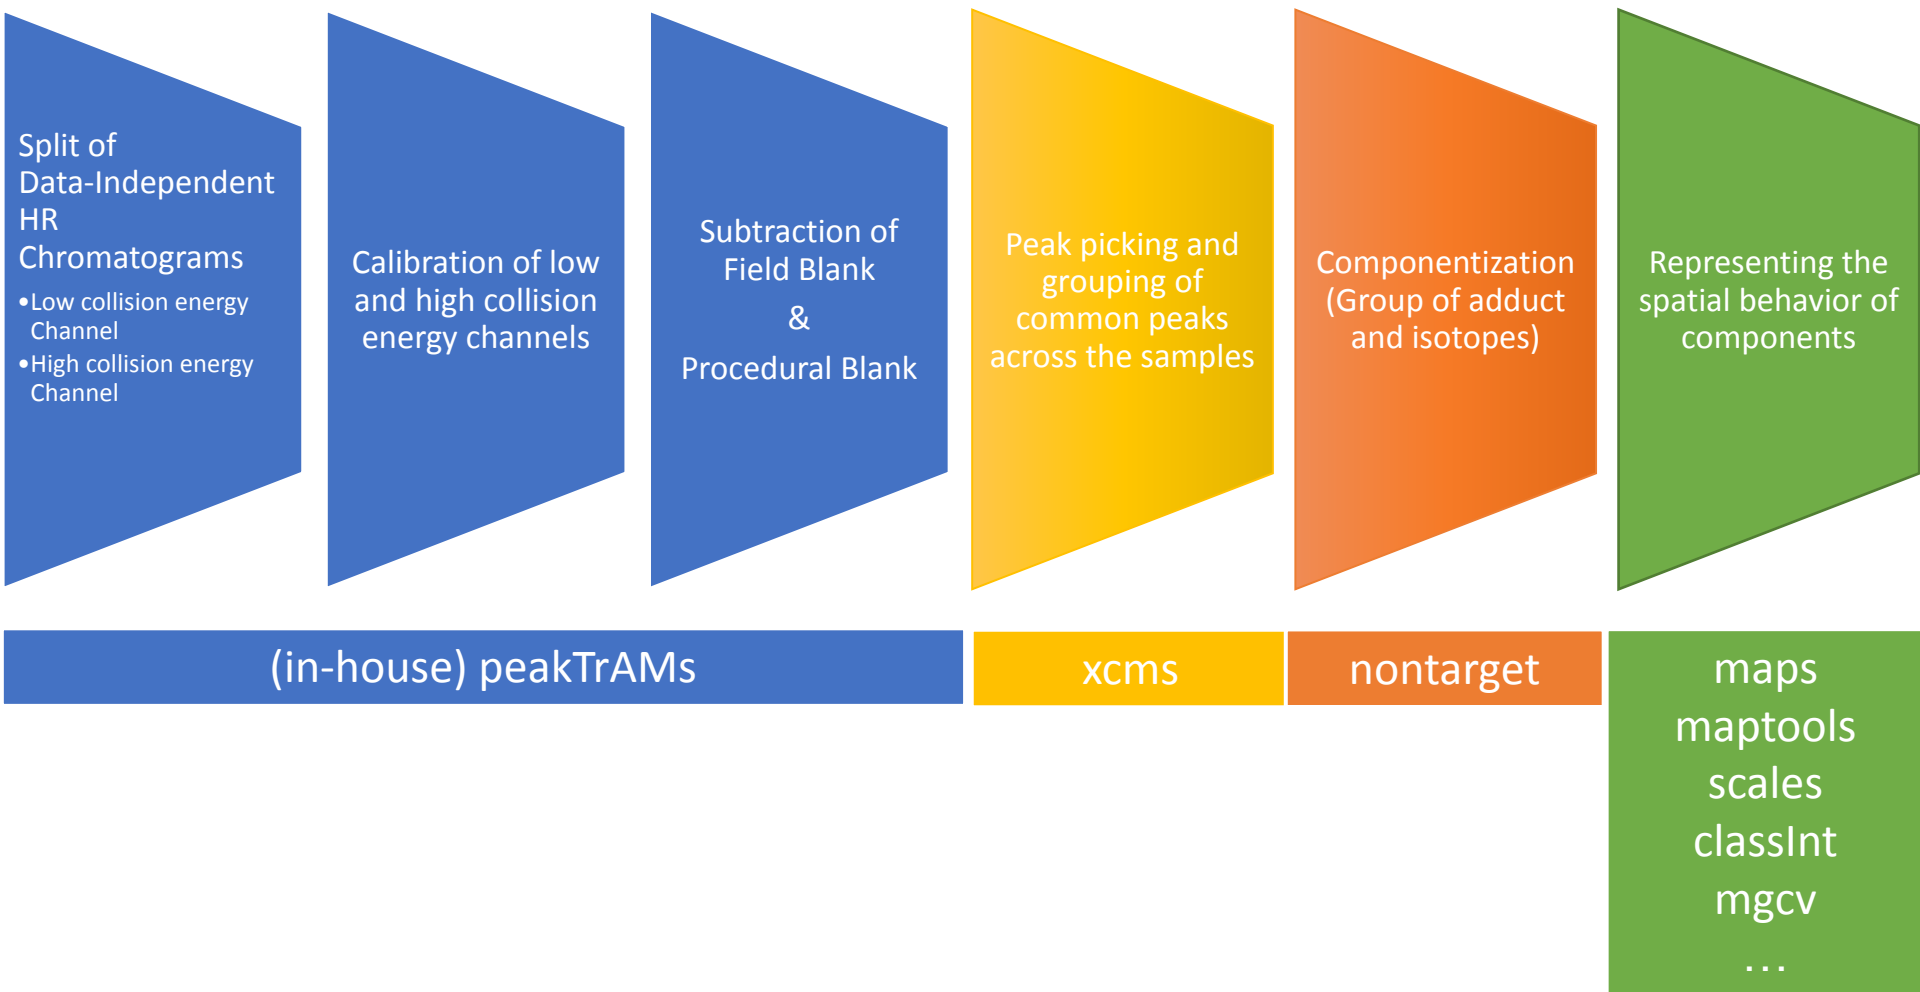 Split of
Data-Independent
HR
Chromatograms
•Low collision energy
Channel
•High collision energy
Channel
Calibration of low
and high collision
energy channels
Subtraction of
Field Blank
&
Procedural Blank
Peak picking and
grouping of
common peaks
across the samples
Componentization
(Group of adduct
and isotopes)
Representing the
spatial behavior of
components
(in-house) peakTrAMs
xcms
nontarget
maps
maptools
scales
classInt
mgcv
…